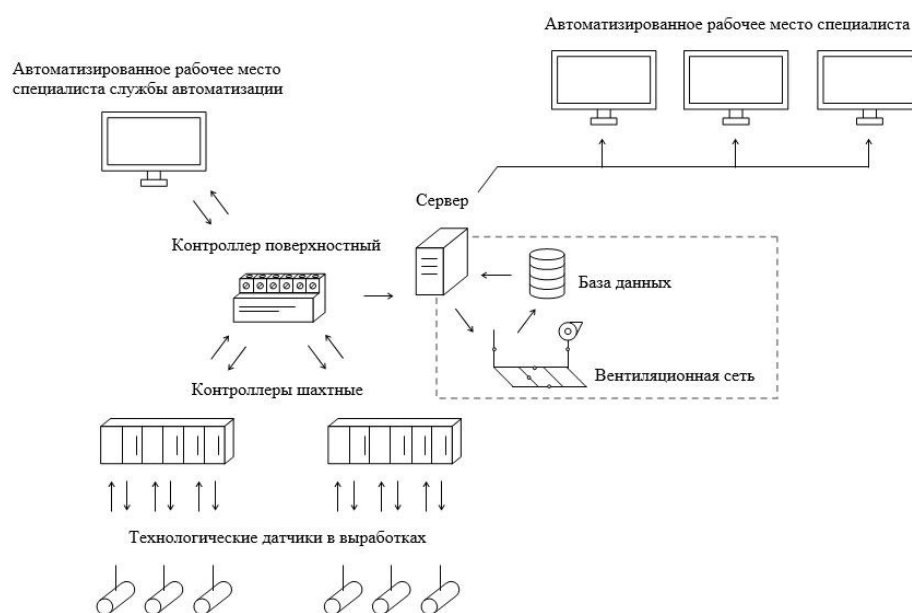 Автоматизированное рабочее место специалиста
Автоматизированное рабочее место
специалиста службы автоматизации
Сервер
Контроллер поверхностный
База данных
Вентиляционная сеть
Контроллеры шахтные
Технологические датчики в выработках